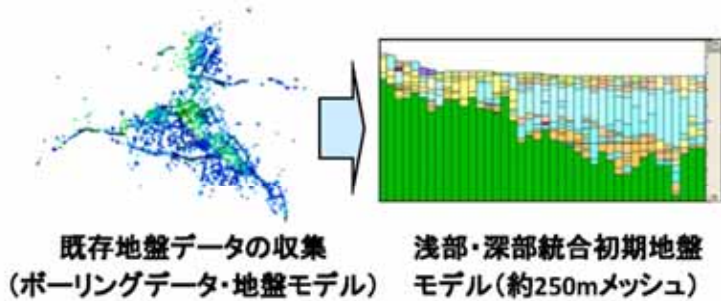 既存地盤データの収集
(ボーリングデータ・地盤モデル)
浅部・深部統合初期地盤
モデル(約250mメッシュ)